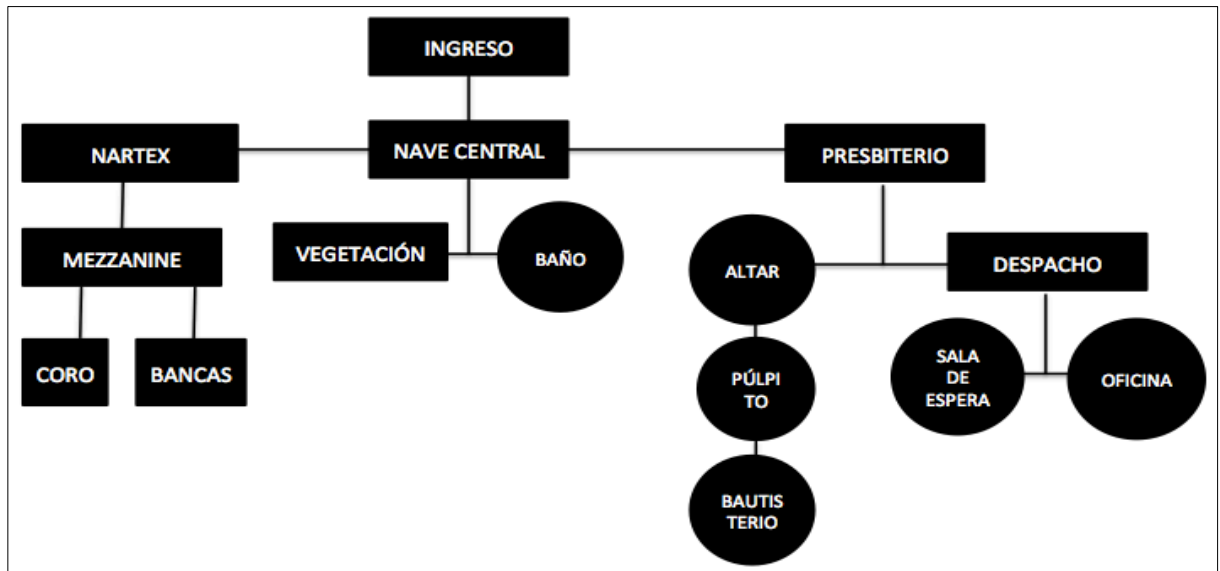 INGRESO
NARTEX
NAVE CENTRAL
PRESBITERIO
MEZZANINE
VEGETACIÓN
BAÑO
ALTAR
DESPACHO
CORO
BANCAS
PÚLPI
TO
SALA
DE
ESPERA
OFICINA
BAUTIS
TERIO